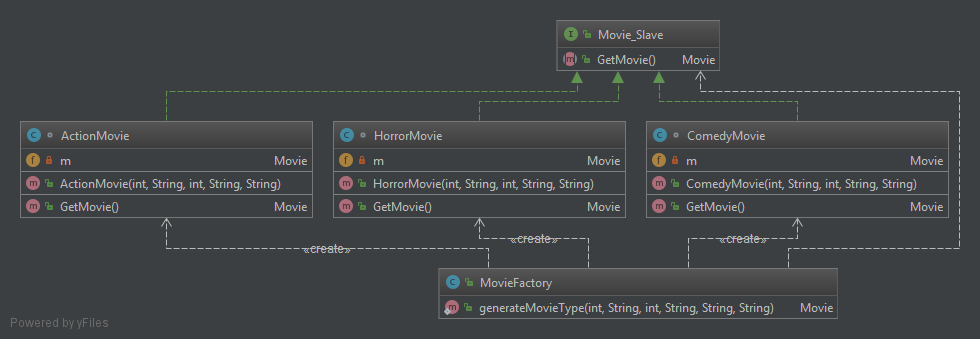 Movie_Slave
GetMovie() Movie
ActionMovie
m Movie
ActionMovie(int, String, int, String, String)
GetMovie() Movie
HorrorMovie
m Movie
HorrorMovie(int, String, int, String, String)
GetMovie() Movie
ComedyMovie
m Movie
ComedyMovie(int, String, int, String, String)
GetMovie() Movie
«create»
«create»
«create»
MovieFactory
generateMovieType(int, String, int, String, String, String) Movie
Powered by yFiles